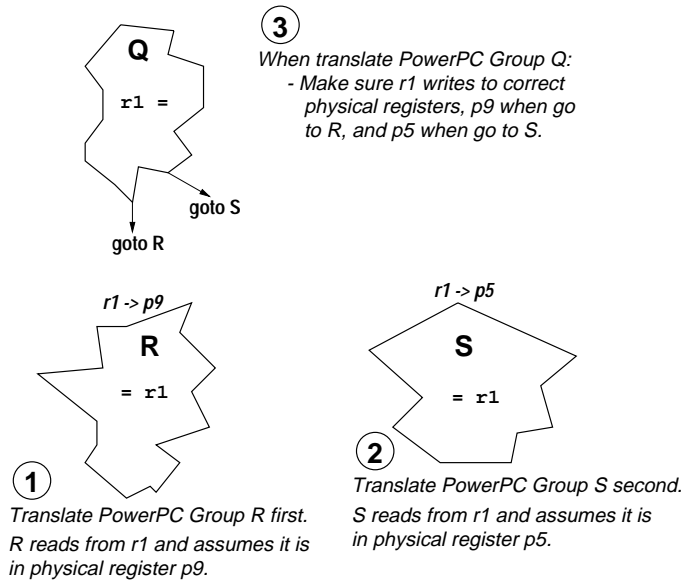 3
Q
When translate PowerPC Group Q:
- Make sure r1 writes to correct
physical registers, p9 when go
to R, and p5 when go to S.
r1 =
goto S
goto R
r1 -> p9
R
= r1
1
Translate PowerPC Group R first.
R reads from r1 and assumes it is
in physical register p9.
r1 -> p5
S
= r1
2
Translate PowerPC Group S second.
S reads from r1 and assumes it is
in physical register p5.